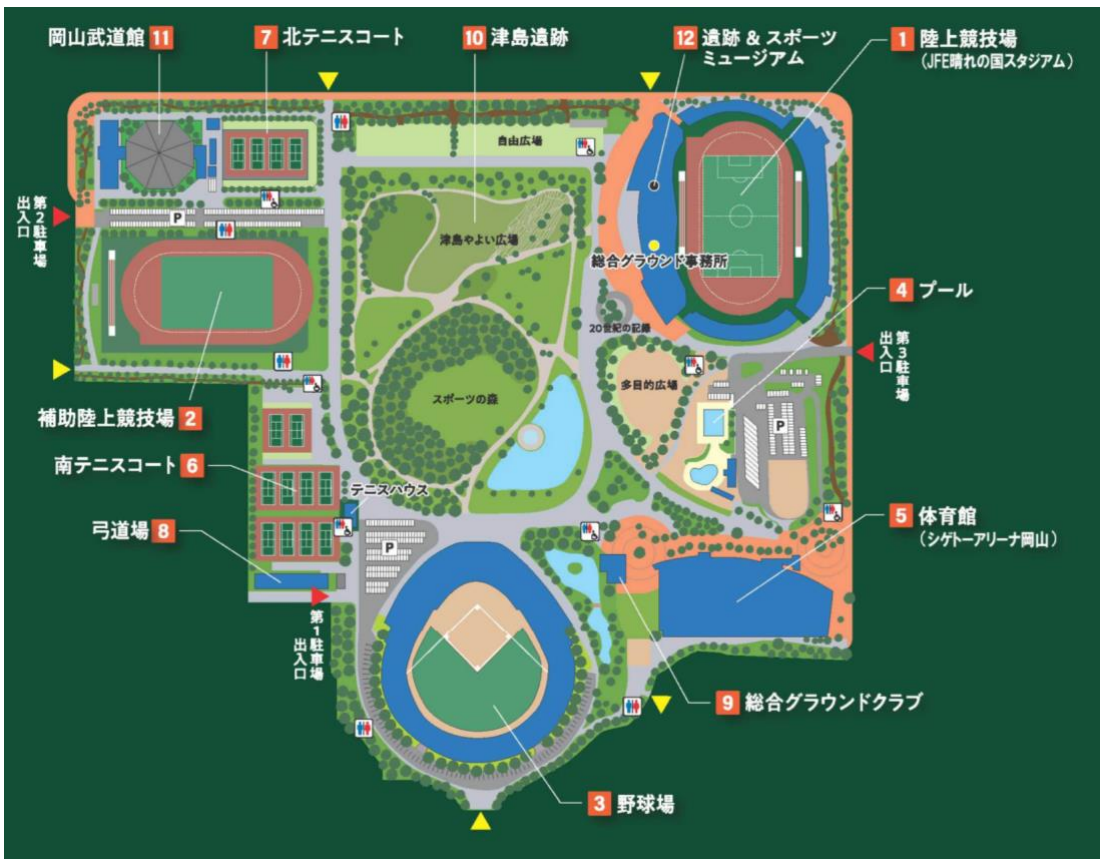 岡山武道館 11
7 北テニスコート
10 津島遺跡
12 遺跡 & スポーツ
ミュージアム
1 陸上競技場
(JFE晴れの国スタジアム)
自由広場
第2駐車場
出入口
P
津島やよい広場
総合グラウンド事務所
4 プール
20世紀の記録
第3駐車場
出入口
多目的広場
スポーツの森
P
補助陸上競技場 2
南テニスコート 6
テニスハウス
弓道場 8
P
5 体育館
(シゲトーアリーナ岡山)
第1駐車場
出入口
9 総合グラウンドクラブ
3 野球場